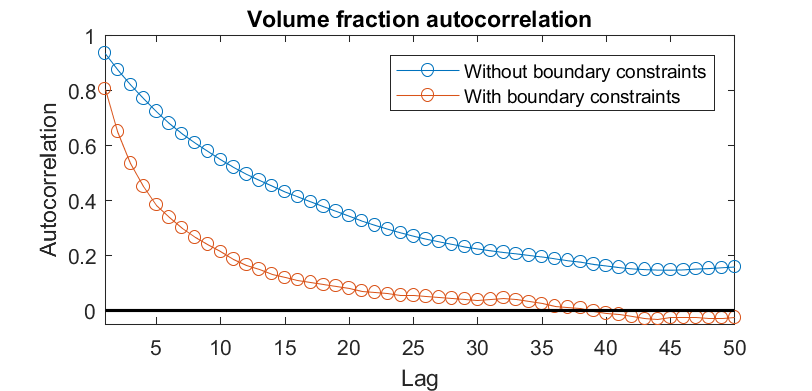 Volume fraction autocorrelation
1
0.8
0.6
0.4
0.2
0
Autocorrelation
Without boundary constraints
With boundary constraints
5 10 15 20 25 30 35 40 45 50
Lag